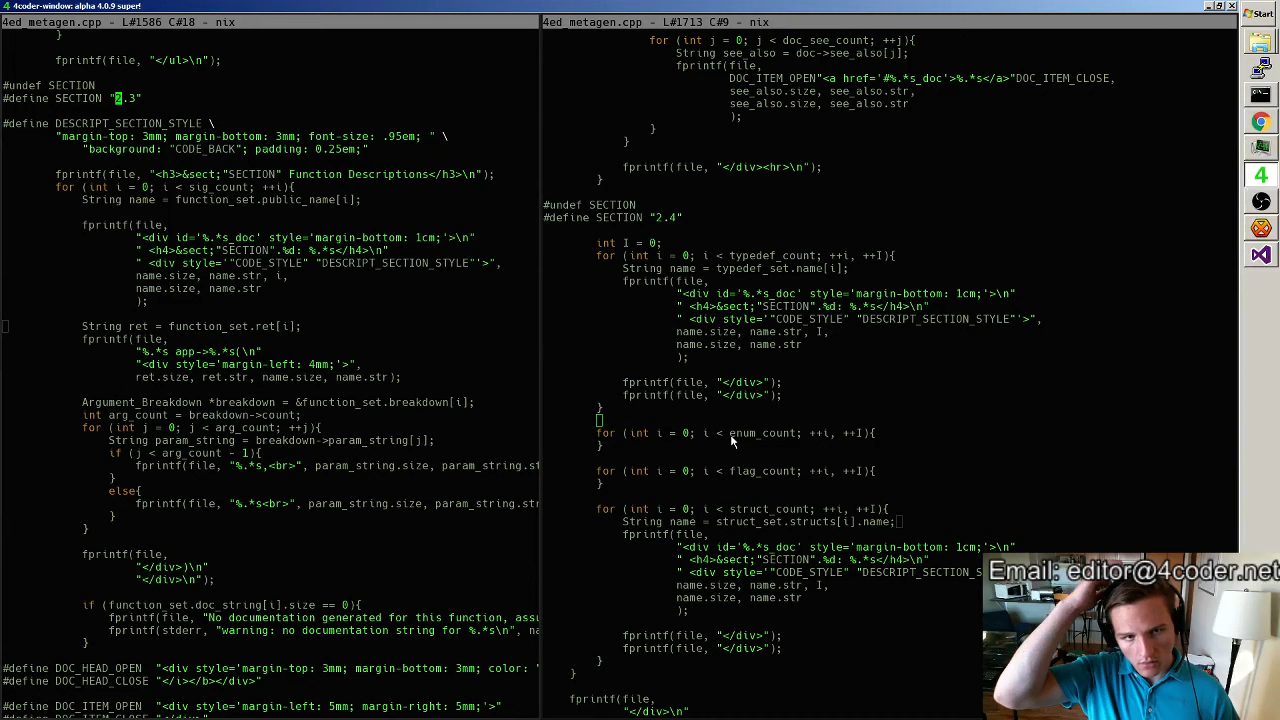 4coder-window: alpha 4.0.9 super!
Start
4ed_metagen.cpp - L#1586 C#18 - nix
}
fprintf(file, "</ul>\n");
#undef SECTION
#define SECTION "2.3"
#define DESCRIPT_SECTION_STYLE \
"margin-top: 3mm; margin-bottom: 3mm; font-size: .95em; " \
"background: "CODE_BACK"; padding: 0.25em;"
fprintf(file, "<h3>&sect;"SECTION" Function Descriptions</h3>\n");
for (int i = 0; i < sig_count; ++i){
String name = function_set.public_name[i];
fprintf(file,
"<div id='%.*s_doc' style='margin-bottom: 1cm;'>\n"
" <h4>&sect;"SECTION".%d: %.*s</h4>\n"
" <div style='"CODE_STYLE" "DESCRIPT_SECTION_STYLE"'>",
name.size, name.str, i,
name.size, name.str
);
String ret = function_set.ret[i];
fprintf(file,
"%.*s app->%.*s(\n"
"<div style='margin-left: 4mm'>",
ret.size, ret.str, name.size, name.str);
Argument_Breakdown *breakdown = &function_set.breakdown[i];
int arg_count = breakdown->count;
for (int j = 0; j < arg_count; ++j){
String param_string = breakdown->param_string[j];
if (j < arg_count - 1){
fprintf(file, "%.*s,<br>", param_string.size, param_string.st
}
else{
fprintf(file, "%.*s<br>", param_string.size, param_string.str
}
}
fprintf(file,
"</div>)\n"
"</div>\n");
if (function_set.doc_string[i].size == 0){
fprintf(file, "No documentation generated for this function, assu
fprintf(stderr, "warning: no documentation string for %.*s\n", na
}
#define DOC_HEAD_OPEN "<div style='margin-top: 3mm; margin-bottom: 3mm; color: "
#define DOC_HEAD_CLOSE "</i></b></div>"
#define DOC_ITEM_OPEN "<div style='margin-left: 5mm; margin-right: 5mm;'>"
#define DOC_ITEM_CLOSE "</div>"
4ed_metagen.cpp - L#1713 C#9 - nix
for (int j = 0; j < doc_see_count; ++j){
String see_also = doc->see_also[j];
fprintf(file,
DOC_ITEM_OPEN"<a href='#%.*s_doc'>%.*s</a>"DOC_ITEM_CLOSE,
see_also.size, see_also.str,
see_also.size, see_also.str
);
}
}
fprintf(file, "</div><hr>\n");
}
#undef SECTION
#define SECTION "2.4"
int I = 0;
for (int i = 0; i < typedef_count; ++i, ++I){
String name = typedef_set.name[i];
fprintf(file,
"<div id='%.*s_doc' style='margin-bottom: 1cm;'>\n"
" <h4>&sect;"SECTION".%d: %.*s</h4>\n"
" <div style='"CODE_STYLE" "DESCRIPT_SECTION_STYLE"'>",
name.size, name.str, I,
name.size, name.str
);
fprintf(file, "</div>");
fprintf(file, "</div>");
}
for (int i = 0; i < enum_count; ++i, ++I){
}
for (int i = 0; i < flag_count; ++i, ++I){
}
for (int i = 0; i < struct_count; ++i, ++I){
String name = struct_set.structs[i].name;
fprintf(file,
"<div id='%.*s_doc' style='margin-bottom: 1cm;'>\n"
" <h4>&sect;"SECTION".%d: %.*s</h4>\n"
" <div style='"CODE_STYLE" "DESCRIPT_SECTION_S
name.size, name.str, I,
name.size, name.str
);
fprintf(file, "</div>");
fprintf(file, "</div>");
}
}
fprintf(file,
"</div>\n"
Email: editor@4coder.net